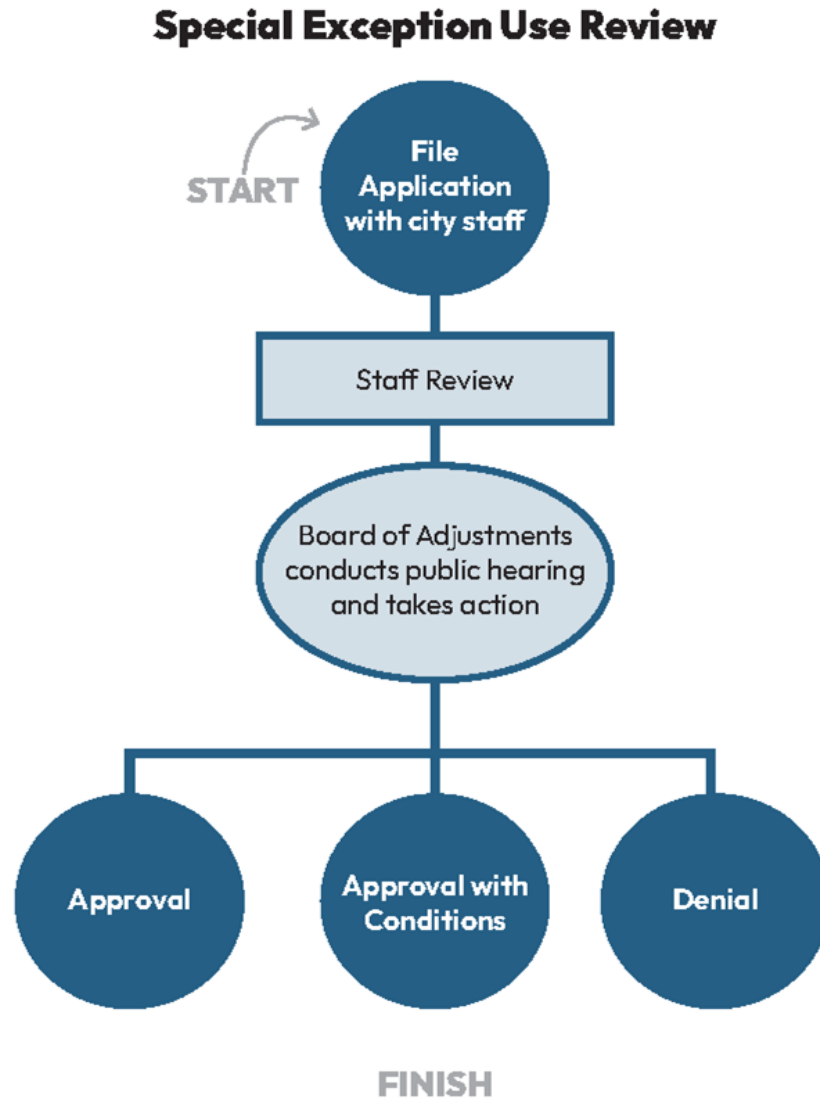 Special Exception Use Review
START
File
Application
with city staff
Staff Review
Board of Adjustments
conducts public hearing
and takes action
Approval
Approval with
Conditions
Denial
FINISH